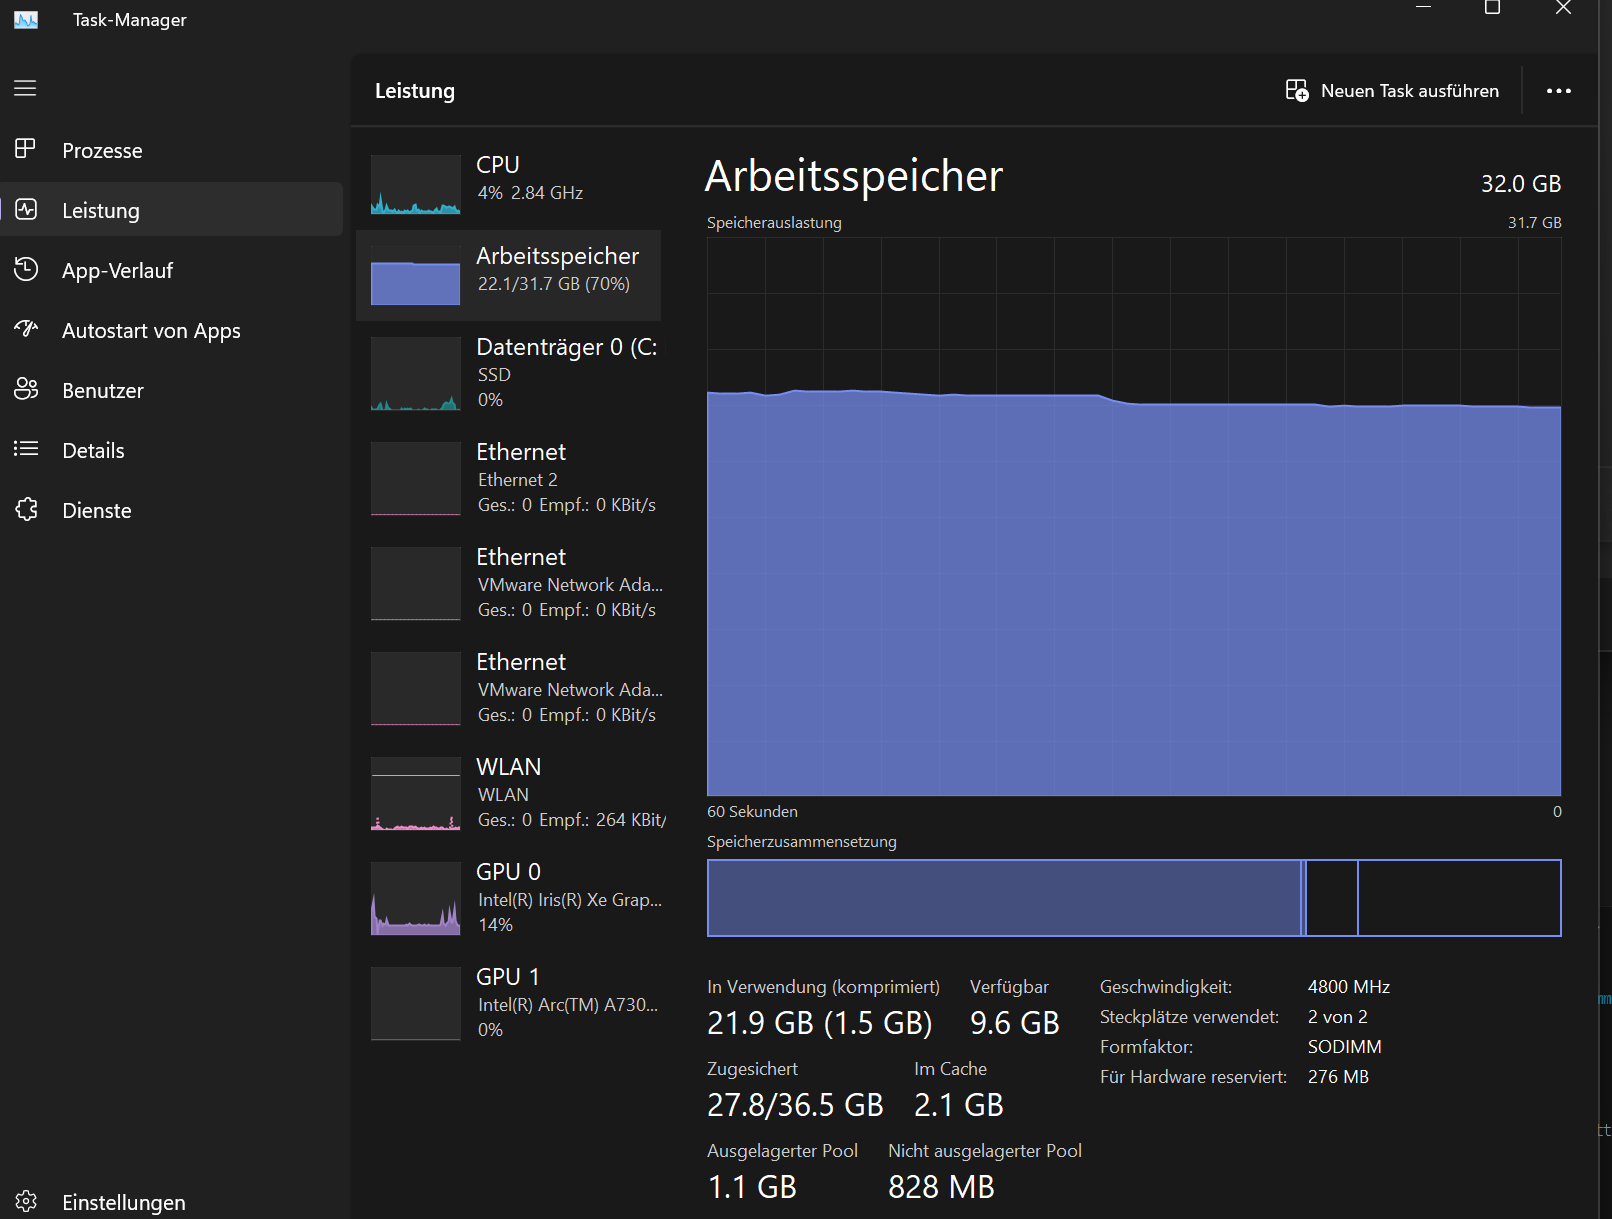 Task-Manager
Leistung
Neuen Task ausführen
Prozesse
Leistung
App-Verlauf
Autostart von Apps
Benutzer
Details
Dienste
Einstellungen
CPU
4% 2.84 GHz
Arbeitsspeicher
22.1/31.7 GB (70%)
Datenträger 0 (C:
SSD
0%
Ethernet
Ethernet 2
Ges.: 0 Empf.: 0 KBit/s
Ethernet
VMware Network Ada...
Ges.: 0 Empf.: 0 KBit/s
Ethernet
VMware Network Ada...
Ges.: 0 Empf.: 0 KBit/s
WLAN
WLAN
Ges.: 0 Empf.: 264 KBit/
GPU 0
Intel(R) Iris(R) Xe Grap...
14%
GPU 1
Intel(R) Arc(TM) A730...
0%
Arbeitsspeicher
32.0 GB
Speicherauslastung
31.7 GB
60 Sekunden
0
Speicherzusammensetzung
In Verwendung (komprimiert)
21.9 GB (1.5 GB)
Verfügbar
9.6 GB
Zugesichert
27.8/36.5 GB
Im Cache
2.1 GB
Ausgelagerter Pool
1.1 GB
Nicht ausgelagerter Pool
828 MB
Geschwindigkeit: 4800 MHz
Steckplätze verwendet: 2 von 2
Formfaktor: SODIMM
Für Hardware reserviert: 276 MB